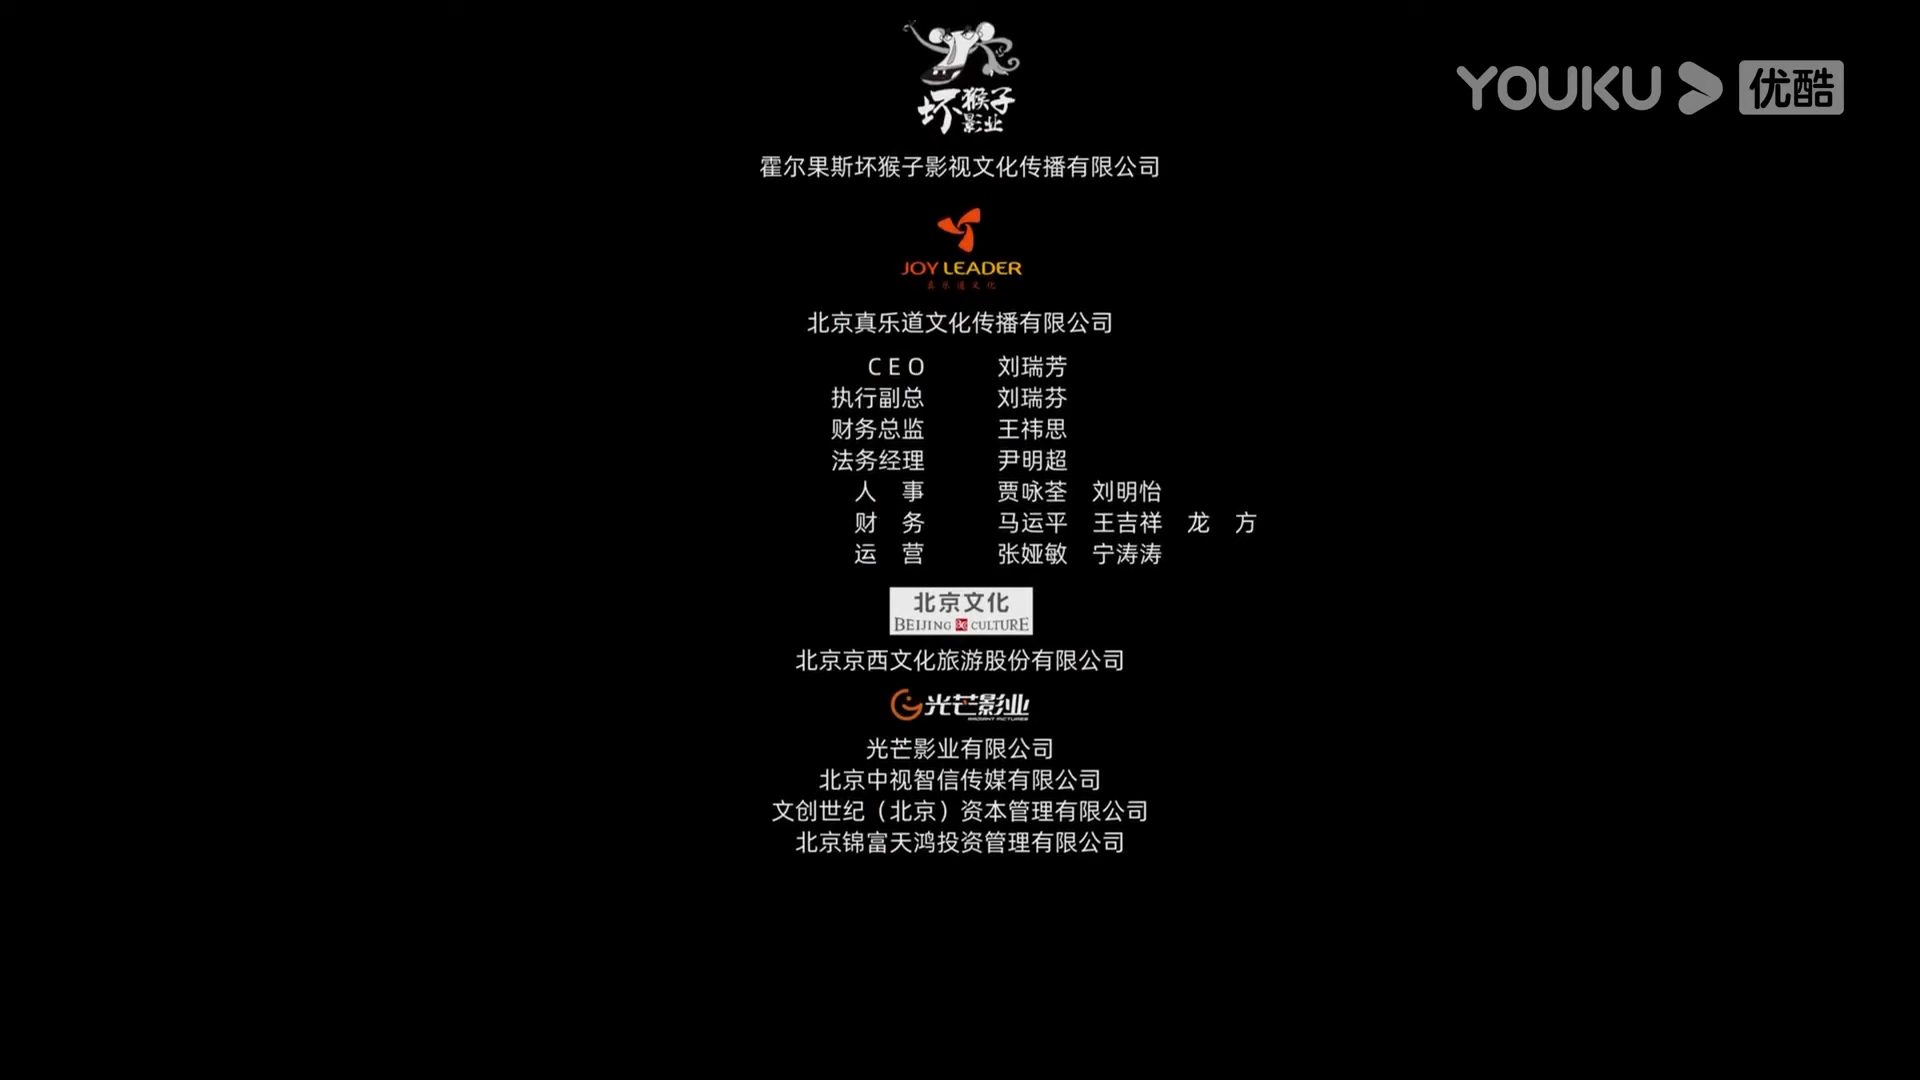 坏猴子
影业
YOUKU 优酷
霍尔果斯坏猴子影视文化传播有限公司
JOY LEADER
真乐道文化
北京真乐道文化传播有限公司
CEO 刘瑞芳
执行副总 刘瑞芬
财务总监 王祎思
法务经理 尹明超
人 事 贾咏荃 刘明怡
财 务 马运平 王吉祥 龙 方
运 营 张娅敏 宁涛涛
北京文化
BEIJING CULTURE
北京京西文化旅游股份有限公司
光芒影业
RADIANT PICTURES
光芒影业有限公司
北京中视智信传媒有限公司
文创世纪（北京）资本管理有限公司
北京锦富天鸿投资管理有限公司